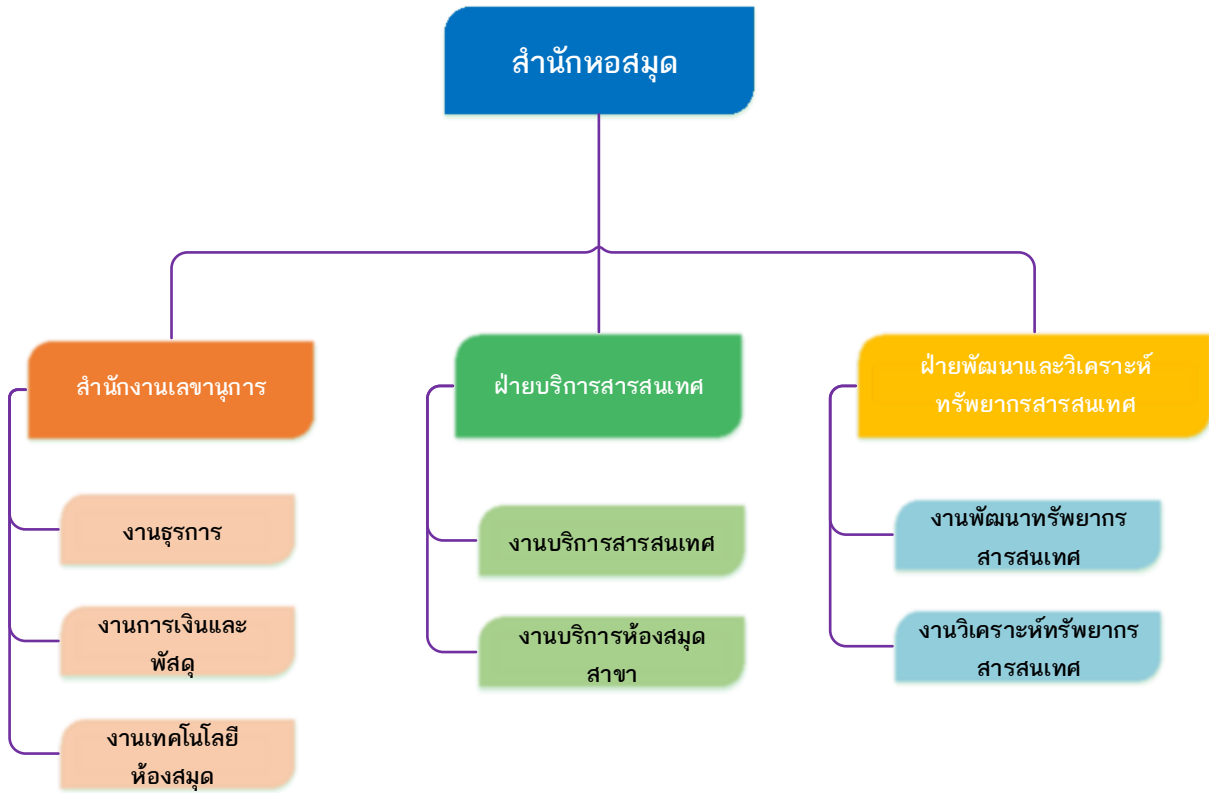 สำนักหอสมุด
สำนักงานเลขานุการ
งานธุรการ
งานการเงินและ
พัสดุ
งานเทคโนโลยี
ห้องสมุด
ฝ่ายบริการสารสนเทศ
งานบริการสารสนเทศ
งานบริการห้องสมุด
สาขา
ฝ่ายพัฒนาและวิเคราะห์
ทรัพยากรสารสนเทศ
งานพัฒนาทรัพยากร
สารสนเทศ
งานวิเคราะห์ทรัพยากร
สารสนเทศ